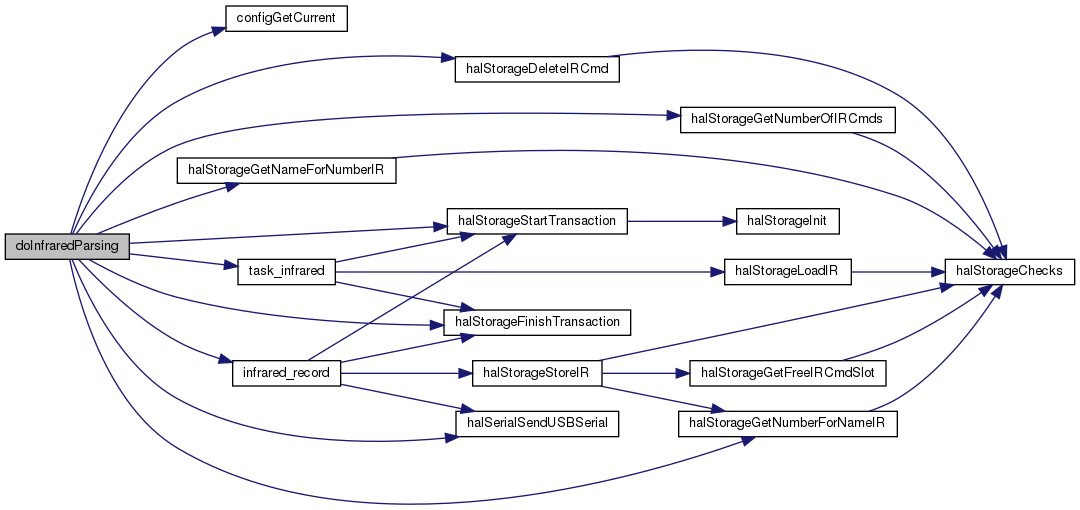 configGetCurrent
halStorageDeleteIRCmd
halStorageGetNumberOfIRCmds
halStorageGetNameForNumberIR
halStorageStartTransaction
halStorageInit
doInfraredParsing
task_infrared
halStorageLoadIR
halStorageChecks
halStorageFinishTransaction
infrared_record
halStorageStoreIR
halStorageGetFreeIRCmdSlot
halSerialSendUSBSerial
halStorageGetNumberForNameIR